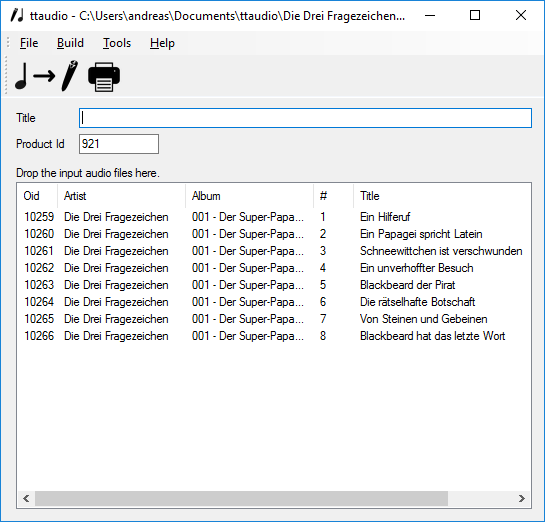 ttaudio - C:\Users\andreas\Documents\ttaudio\Die Drei Fragezeichen...
File Build Tools Help
Title
Product Id 921
Drop the input audio files here.
Oid Artist Album # Title
10259 Die Drei Fragezeichen 001 - Der Super-Papa... 1 Ein Hilferuf
10260 Die Drei Fragezeichen 001 - Der Super-Papa... 2 Ein Papagei spricht Latein
10261 Die Drei Fragezeichen 001 - Der Super-Papa... 3 Schneewittchen ist verschwunden
10262 Die Drei Fragezeichen 001 - Der Super-Papa... 4 Ein unverhoffter Besuch
10263 Die Drei Fragezeichen 001 - Der Super-Papa... 5 Blackbeard der Pirat
10264 Die Drei Fragezeichen 001 - Der Super-Papa... 6 Die rätselhafte Botschaft
10265 Die Drei Fragezeichen 001 - Der Super-Papa... 7 Von Steinen und Gebeinen
10266 Die Drei Fragezeichen 001 - Der Super-Papa... 8 Blackbeard hat das letzte Wort